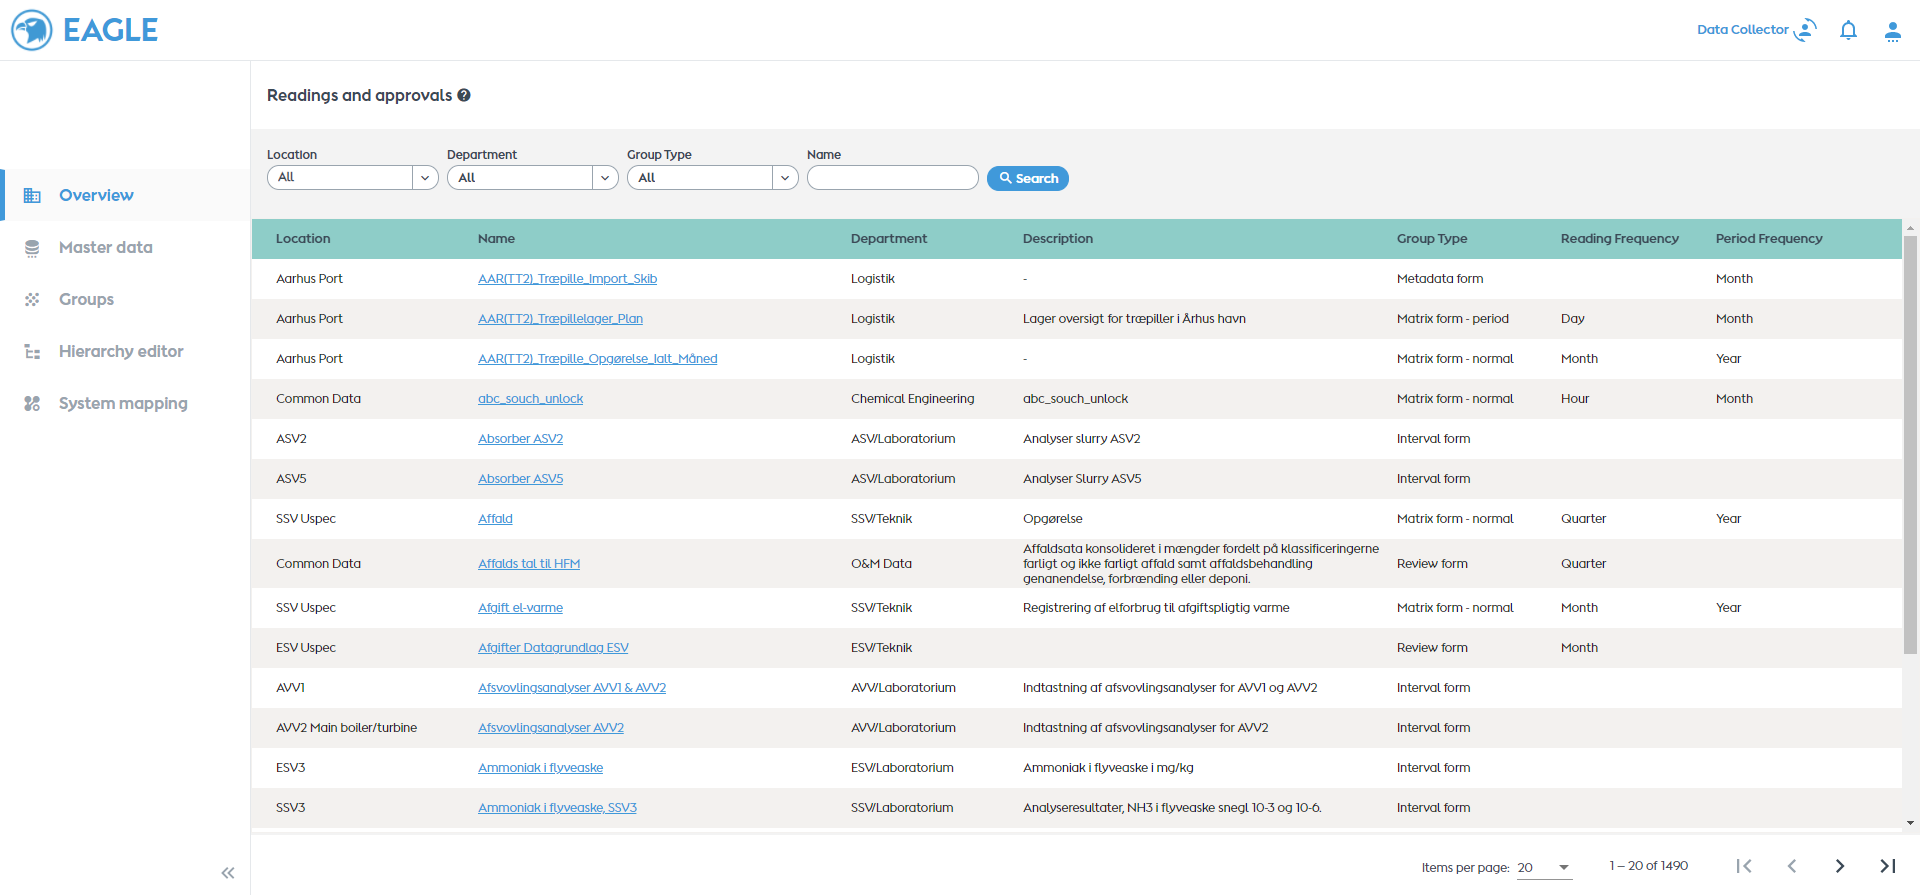 EAGLE
Data Collector
Readings and approvals
Location Department Group Type Name
All All All Search
Overview
Master data
Groups
Hierarchy editor
System mapping
Location Name Department Description Group Type Reading Frequency Period Frequency
Aarhus Port AAR(TT2)_Træpille_Import_Skib Logistik - Metadata form Month
Aarhus Port AAR(TT2)_Træpillelager_Plan Logistik Lager oversigt for træpiller i Århus havn Matrix form - period Day Month
Aarhus Port AAR(TT2)_Træpille_Opgørelse_Ialt_Måned Logistik - Matrix form - normal Month Year
Common Data abc_souch_unlock Chemical Engineering abc_souch_unlock Matrix form - normal Hour Month
ASV2 Absorber ASV2 ASV/Laboratorium Analyser slurry ASV2 Interval form
ASV5 Absorber ASV5 ASV/Laboratorium Analyser Slurry ASV5 Interval form
SSV Uspec Affald SSV/Teknik Opgørelse Matrix form - normal Quarter Year
Common Data Affalds tal til HFM O&M Data Affaldsata konsolideret i mængder fordelt på klassificeringerne Review form Quarter
farligt og ikke farligt affald samt affaldsbehandling
genanendelse, forbrænding eller deponi.
SSV Uspec Afgift el-varme SSV/Teknik Registrering af elforbrug til afgiftspligtig varme Matrix form - normal Month Year
ESV Uspec Afgifter Datagrundlag ESV ESV/Teknik Review form Month
AVV1 Afsvovlingsanalyser AVV1 & AVV2 AVV/Laboratorium Indtastning af afsvovlingsanalyser for AVV1 og AVV2 Interval form
AVV2 Main boiler/turbine Afsvovlingsanalyser AVV2 AVV/Laboratorium Indtastning af afsvovlingsanalyser for AVV2 Interval form
ESV3 Ammoniak i flyveaske ESV/Laboratorium Ammoniak i flyveaske i mg/kg Interval form
SSV3 Ammoniak i flyveaske, SSV3 SSV/Laboratorium Analyseresultater, NH3 i flyveaske snegl 10-3 og 10-6. Interval form
Items per page: 20 1 – 20 of 1490